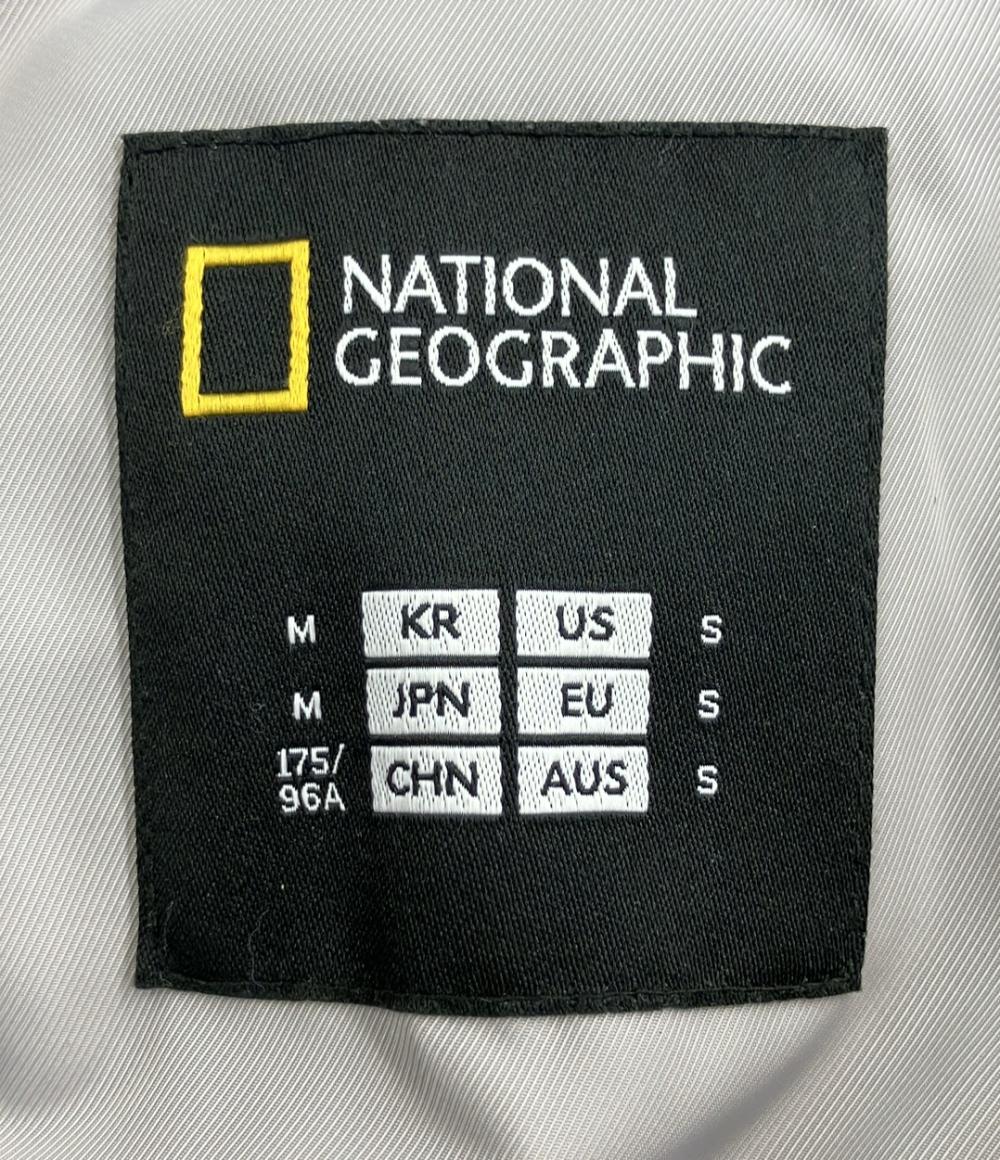 NATIONAL
GEOGRAPHIC
M KR US S
M JPN EU S
175/
96A CHN AUS S